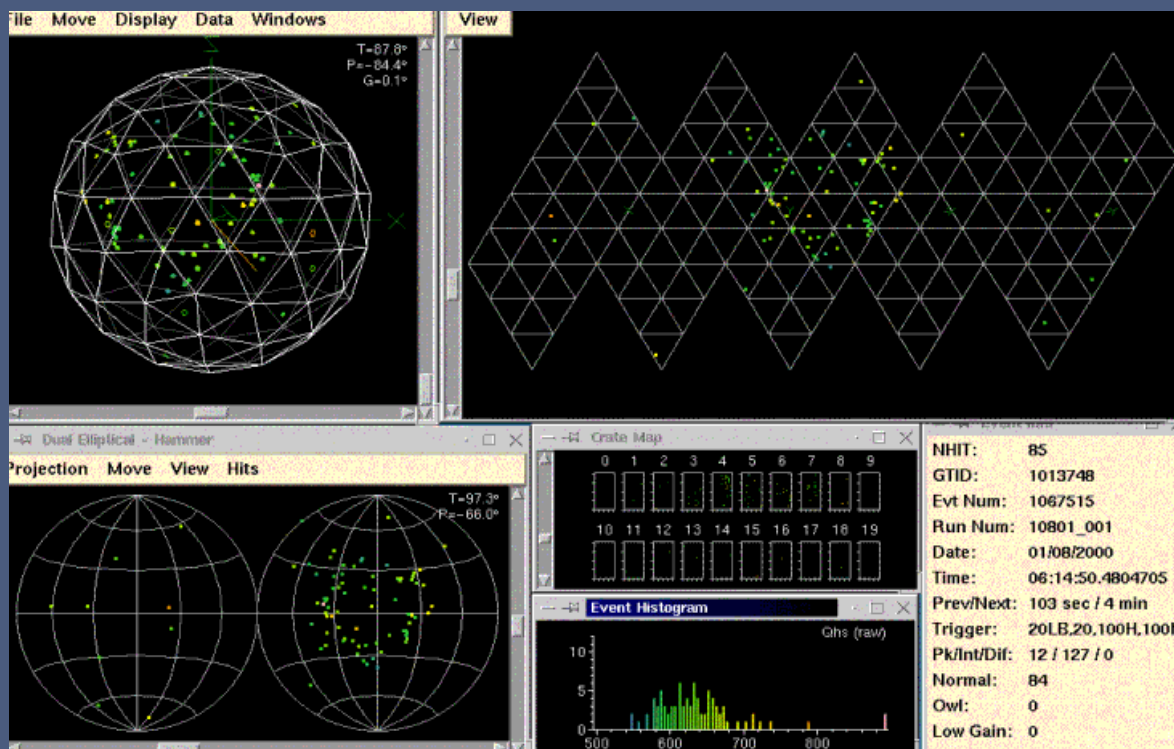 File Move Display Data Windows
T=87.8°
P=-84.4°
G=0.1°
X
View
Dual Elliptical - Hammer
Projection Move View Hits
T=97.3°
P=-66.0°
Crate Map
0 1 2 3 4 5 6 7 8 9
10 11 12 13 14 15 16 17 18 19
Event Histogram
Qhs (raw)
10
5
0
500 600 700 800
NHIT: 85
GTID: 1013748
Evt Num: 1067515
Run Num: 10801_001
Date: 01/08/2000
Time: 06:14:50.4804705
Prev/Next: 103 sec / 4 min
Trigger: 20LB,20,100H,100
Pk/Int/Dif: 12 / 127 / 0
Normal: 84
Owl: 0
Low Gain: 0